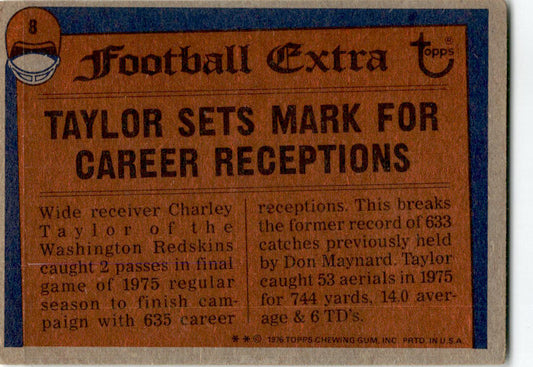 8
Football Extra
Topps®
TAYLOR SETS MARK FOR
CAREER RECEPTIONS
Wide receiver Charley
Taylor of the
Washington Redskins
caught 2 passes in final
game of 1975 regular
season to finish cam-
paign with 635 career
receptions. This breaks
the former record of 633
catches previously held
by Don Maynard. Taylor
caught 53 aerials in 1975
for 744 yards, 14.0 aver-
age & 6 TD's.
★★© 1976 TOPPS CHEWING GUM, INC. PRTD. IN U.S.A.